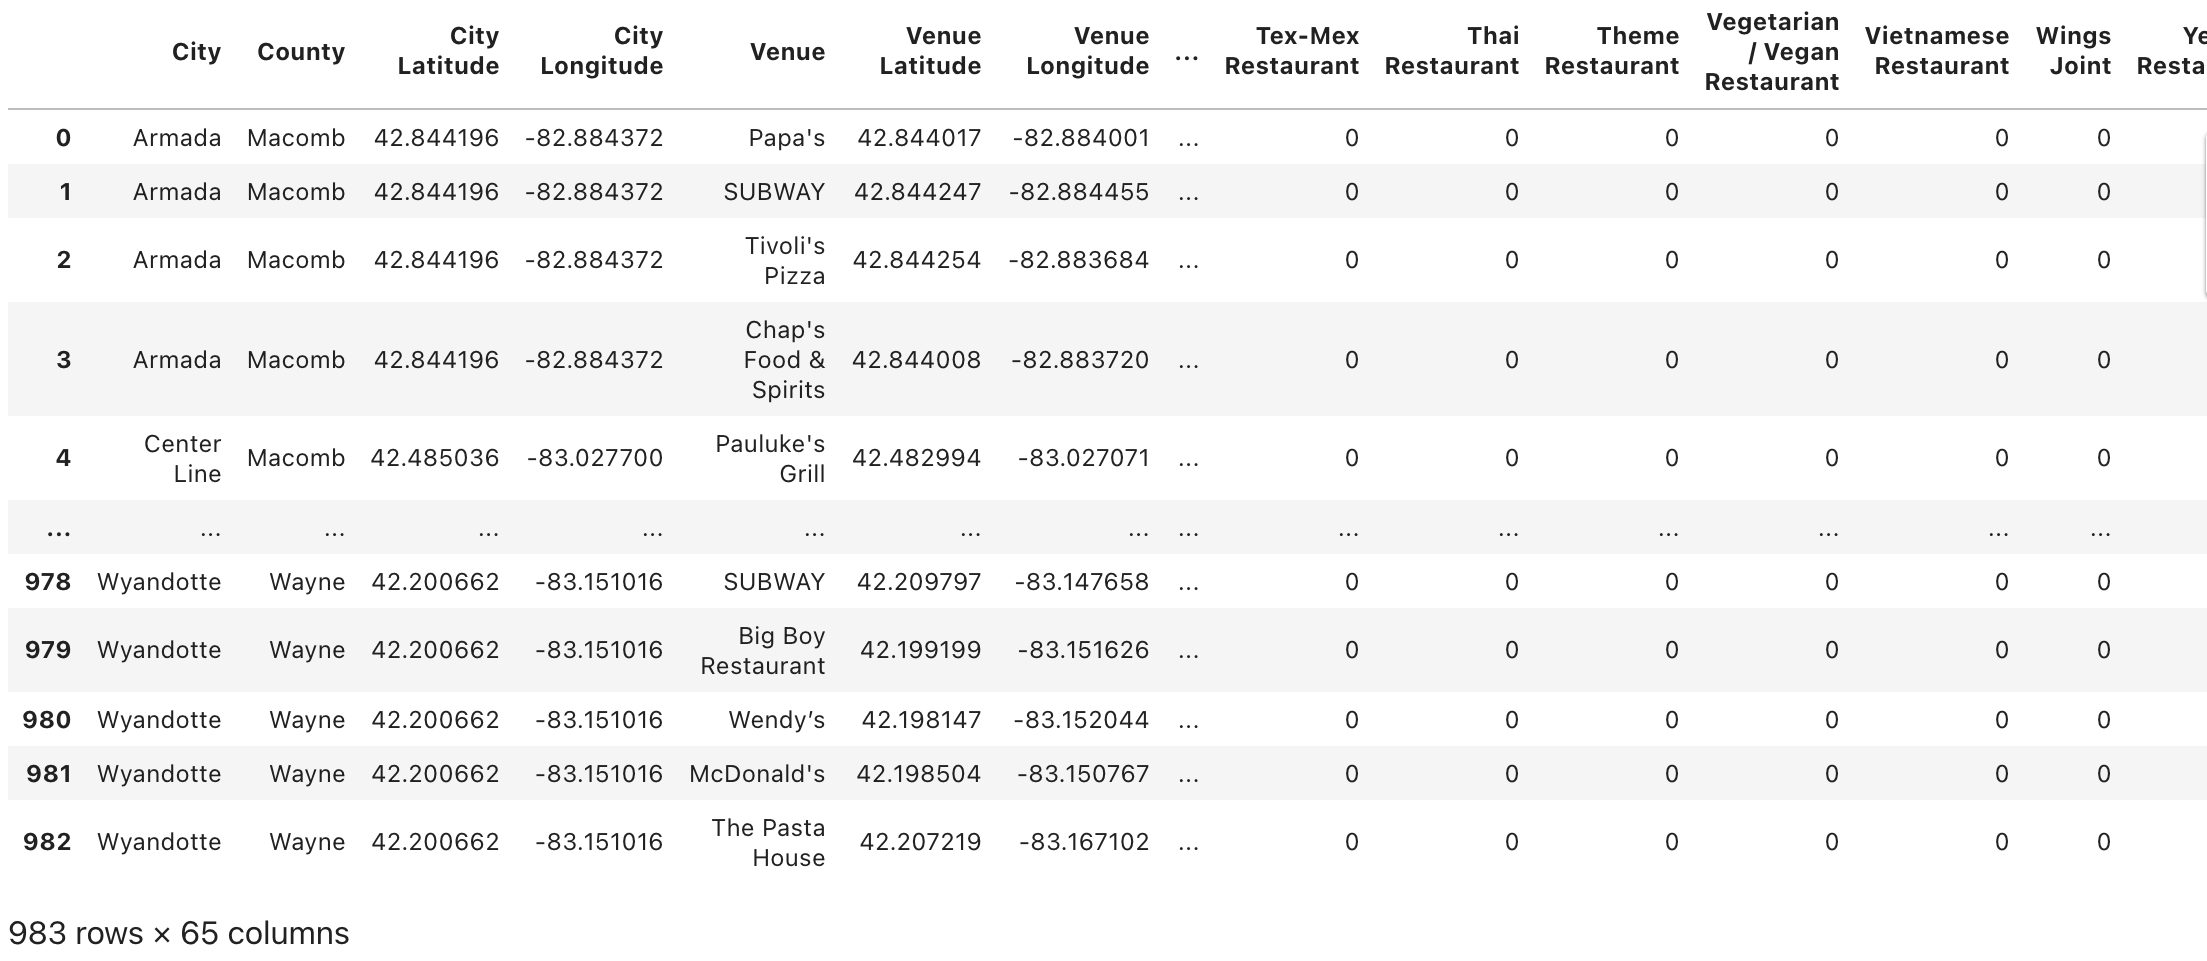 City County City Latitude City Longitude Venue Venue Latitude Venue Longitude ... Tex-Mex Restaurant Thai Restaurant Theme Restaurant Vegetarian / Vegan Restaurant Vietnamese Restaurant Wings Joint
0 Armada Macomb 42.844196 -82.884372 Papa's 42.844017 -82.884001 ... 0 0 0 0 0 0
1 Armada Macomb 42.844196 -82.884372 SUBWAY 42.844247 -82.884455 ... 0 0 0 0 0 0
2 Armada Macomb 42.844196 -82.884372 Tivoli's Pizza 42.844254 -82.883684 ... 0 0 0 0 0 0
3 Armada Macomb 42.844196 -82.884372 Chap's Food & Spirits 42.844008 -82.883720 ... 0 0 0 0 0 0
4 Center Line Macomb 42.485036 -83.027700 Pauluke's Grill 42.482994 -83.027071 ... 0 0 0 0 0 0
... ... ... ... ... ... ... ... ... ... ... ... ... ... ...
978 Wyandotte Wayne 42.200662 -83.151016 SUBWAY 42.209797 -83.147658 ... 0 0 0 0 0 0
979 Wyandotte Wayne 42.200662 -83.151016 Big Boy Restaurant 42.199199 -83.151626 ... 0 0 0 0 0 0
980 Wyandotte Wayne 42.200662 -83.151016 Wendy’s 42.198147 -83.152044 ... 0 0 0 0 0 0
981 Wyandotte Wayne 42.200662 -83.151016 McDonald's 42.198504 -83.150767 ... 0 0 0 0 0 0
982 Wyandotte Wayne 42.200662 -83.151016 The Pasta House 42.207219 -83.167102 ... 0 0 0 0 0 0
983 rows × 65 columns